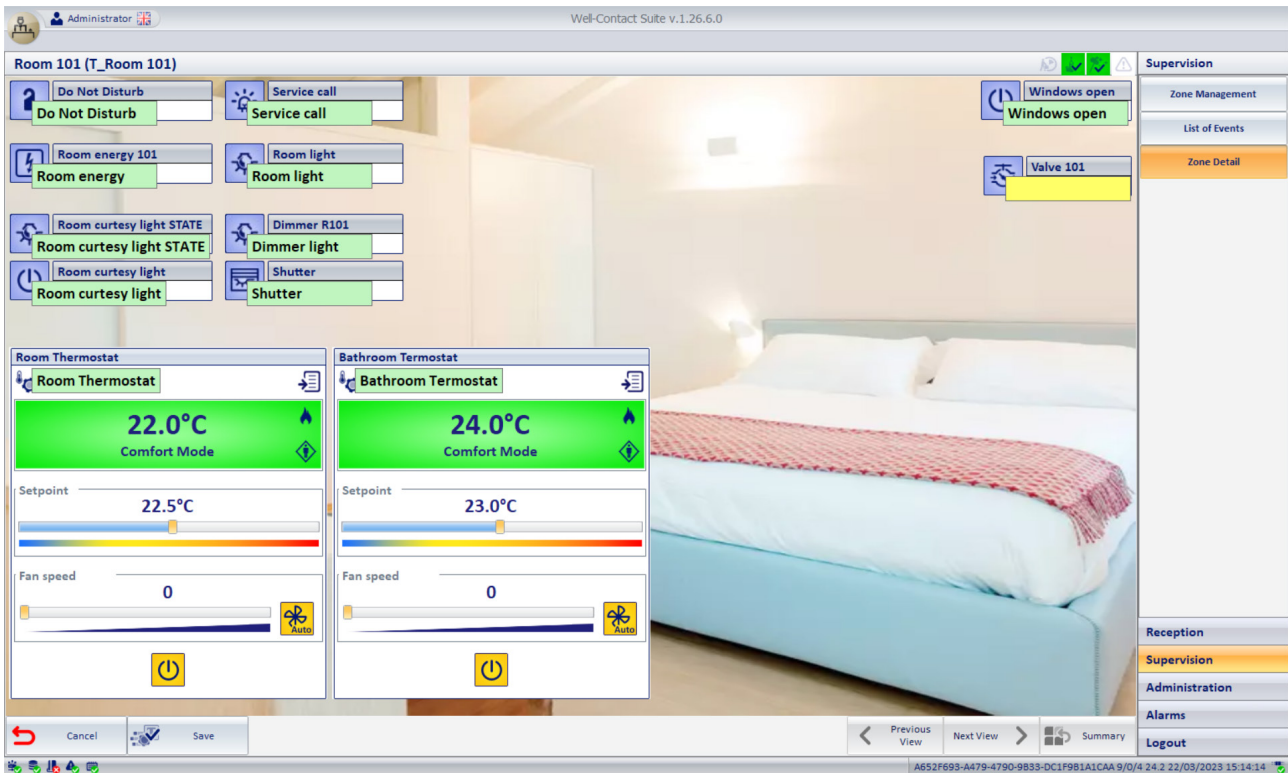 Administrator
Well-Contact Suite v.1.26.6.0
Room 101 (T_Room 101)
Supervision
Do Not Disturb
Do Not Disturb
Service call
Service call
Windows open
Windows open
Zone Management
List of Events
Zone Detail
Room energy 101
Room energy
Room light
Room light
Valve 101
Room curtesy light STATE
Room curtesy light STATE
Dimmer R101
Dimmer light
Room curtesy light
Room curtesy light
Shutter
Shutter
Room Thermostat
Room Thermostat
22.0°C
Comfort Mode
Setpoint
22.5°C
Fan speed
0
Auto
Bathroom Termostat
Bathroom Termostat
24.0°C
Comfort Mode
Setpoint
23.0°C
Fan speed
0
Auto
Reception
Supervision
Administration
Alarms
Logout
Cancel
Save
Previous
View
Next View
Summary
A652F693-A479-4790-9B33-DC1F9B1A1CAA 9/0/4 24.2 22/03/2023 15:14:14